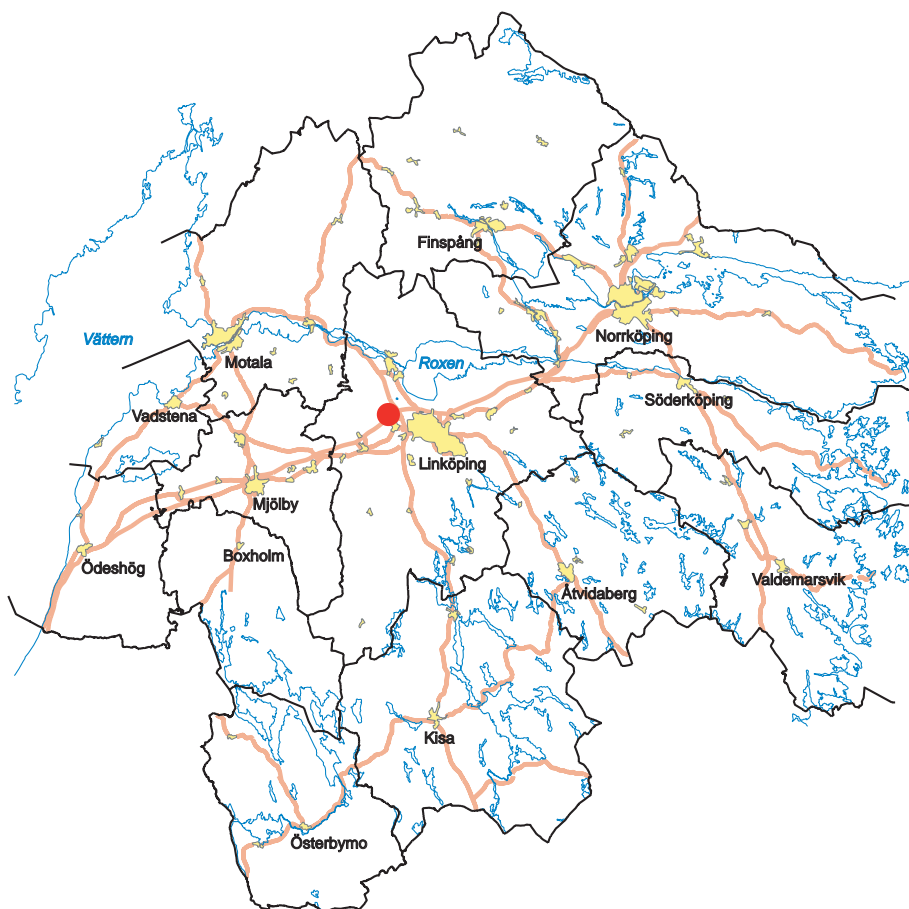 Finspång
Vättern
Norrköping
Motala
Roxen
Söderköping
Vadstena
Linköping
Mjölby
Boxholm
Ödeshög
Valdemarsvik
Åtvidaberg
Kisa
Österbymo